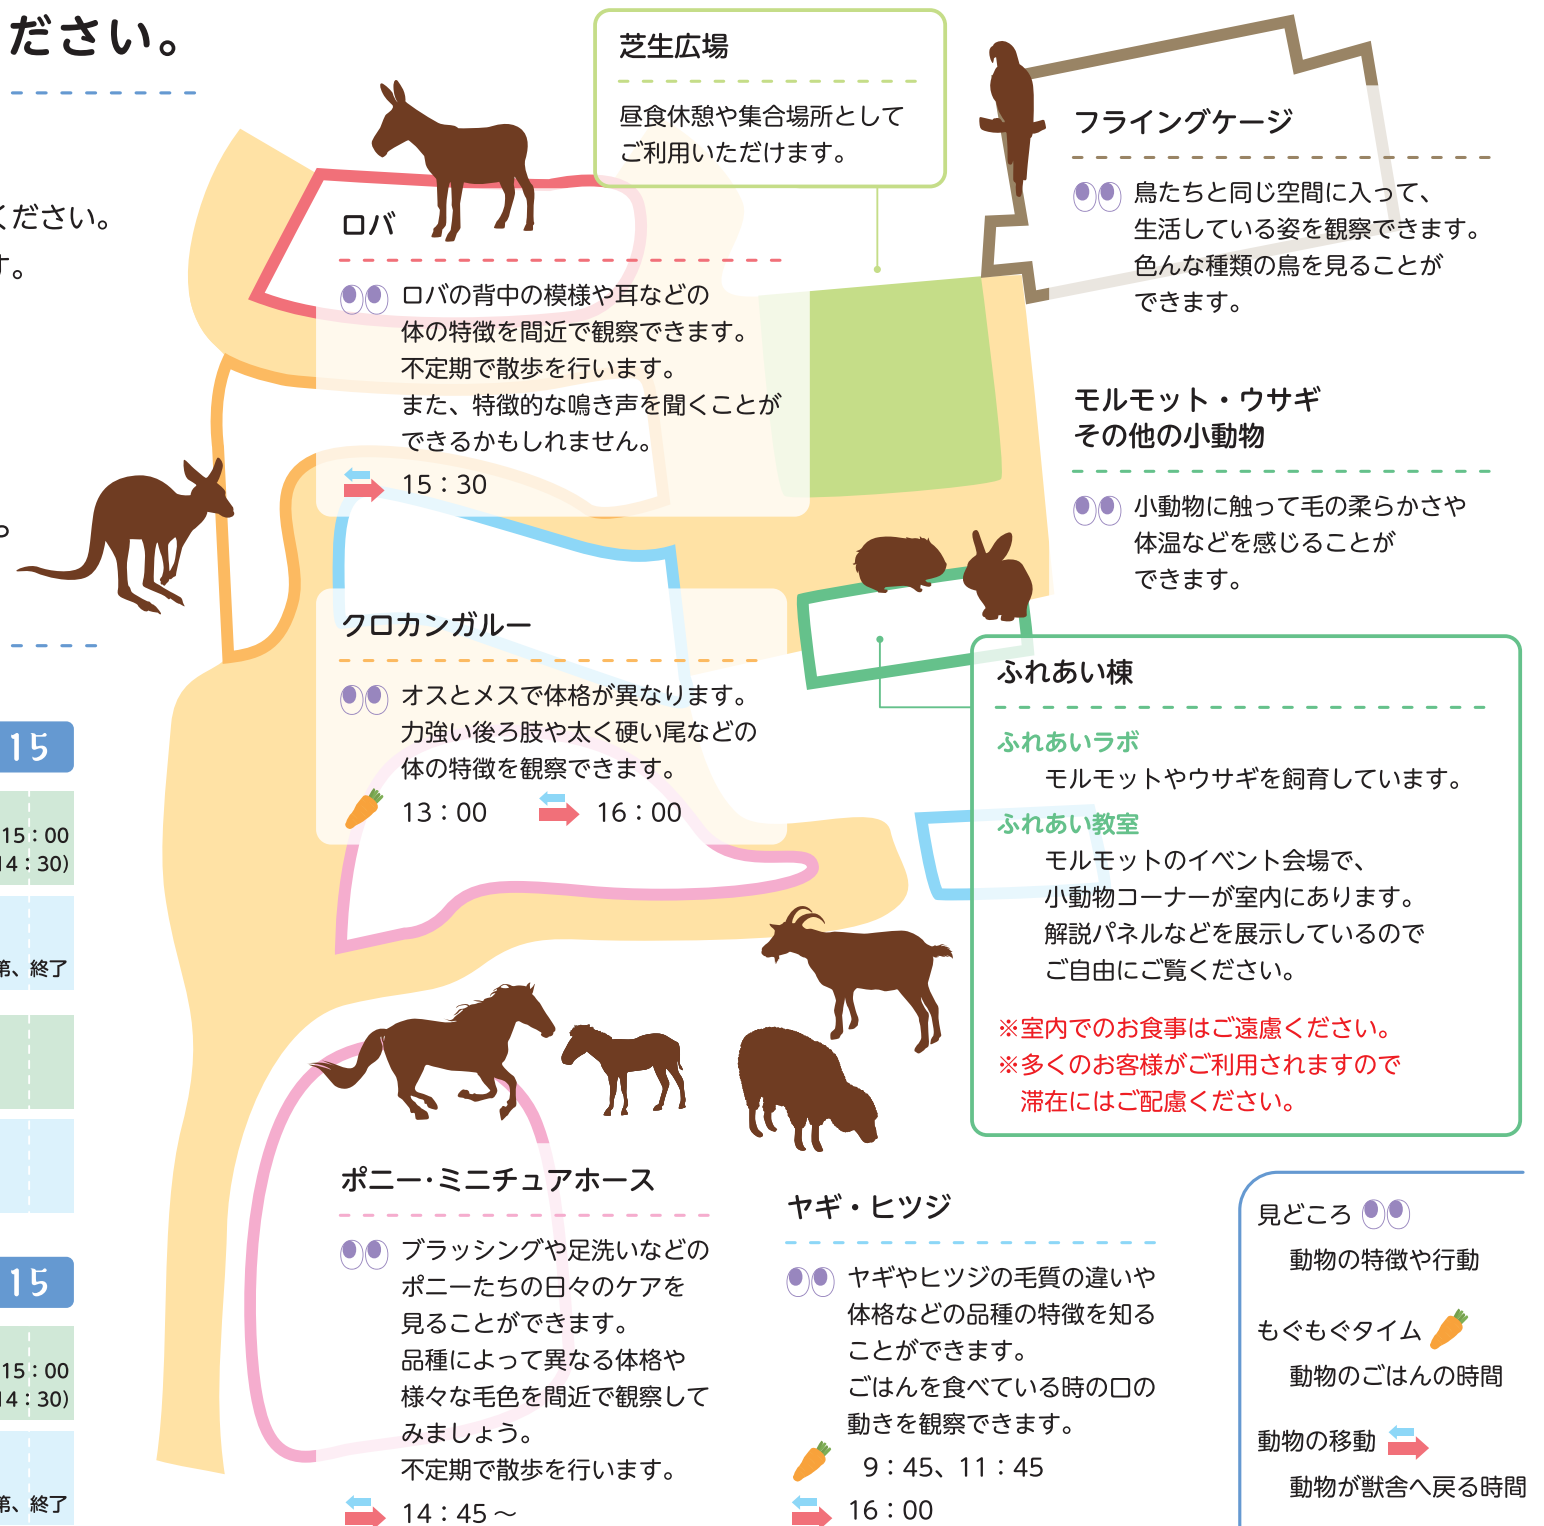 ださい。
ください。
す。
芝生広場
昼食休憩や集合場所として
ご利用いただけます。
フライングケージ
鳥たちと同じ空間に入って、
生活している姿を観察できます。
色んな種類の鳥を見ることが
できます。
ロバ
ロバの背中の模様や耳などの
体の特徴を間近で観察できます。
不定期で散歩を行います。
また、特徴的な鳴き声を聞くことが
できるかもしれません。
15：30
モルモット・ウサギ
その他の小動物
小動物に触って毛の柔らかさや
体温などを感じることが
できます。
クロカンガルー
オスとメスで体格が異なります。
力強い後ろ肢や太く硬い尾などの
体の特徴を観察できます。
13：00
16：00
ふれあい棟
ふれあいラボ
モルモットやウサギを飼育しています。
ふれあい教室
モルモットのイベント会場で、
小動物コーナーが室内にあります。
解説パネルなどを展示しているので
ご自由にご覧ください。
※室内でのお食事はご遠慮ください。
※多くのお客様がご利用されますので
滞在にはご配慮ください。
15
15：00
14：30)
第、終了
15
15：00
14：30)
第、終了
ポニー・ミニチュアホース
ブラッシングや足洗いなどの
ポニーたちの日々のケアを
見ることができます。
品種によって異なる体格や
様々な毛色を間近で観察して
みましょう。
不定期で散歩を行います。
14：45～
ヤギ・ヒツジ
ヤギやヒツジの毛質の違いや
体格などの品種の特徴を知る
ことができます。
ごはんを食べている時の口の
動きを観察できます。
9：45、11：45
16：00
見どころ
動物の特徴や行動
もぐもぐタイム
動物のごはんの時間
動物の移動
動物が獣舎へ戻る時間